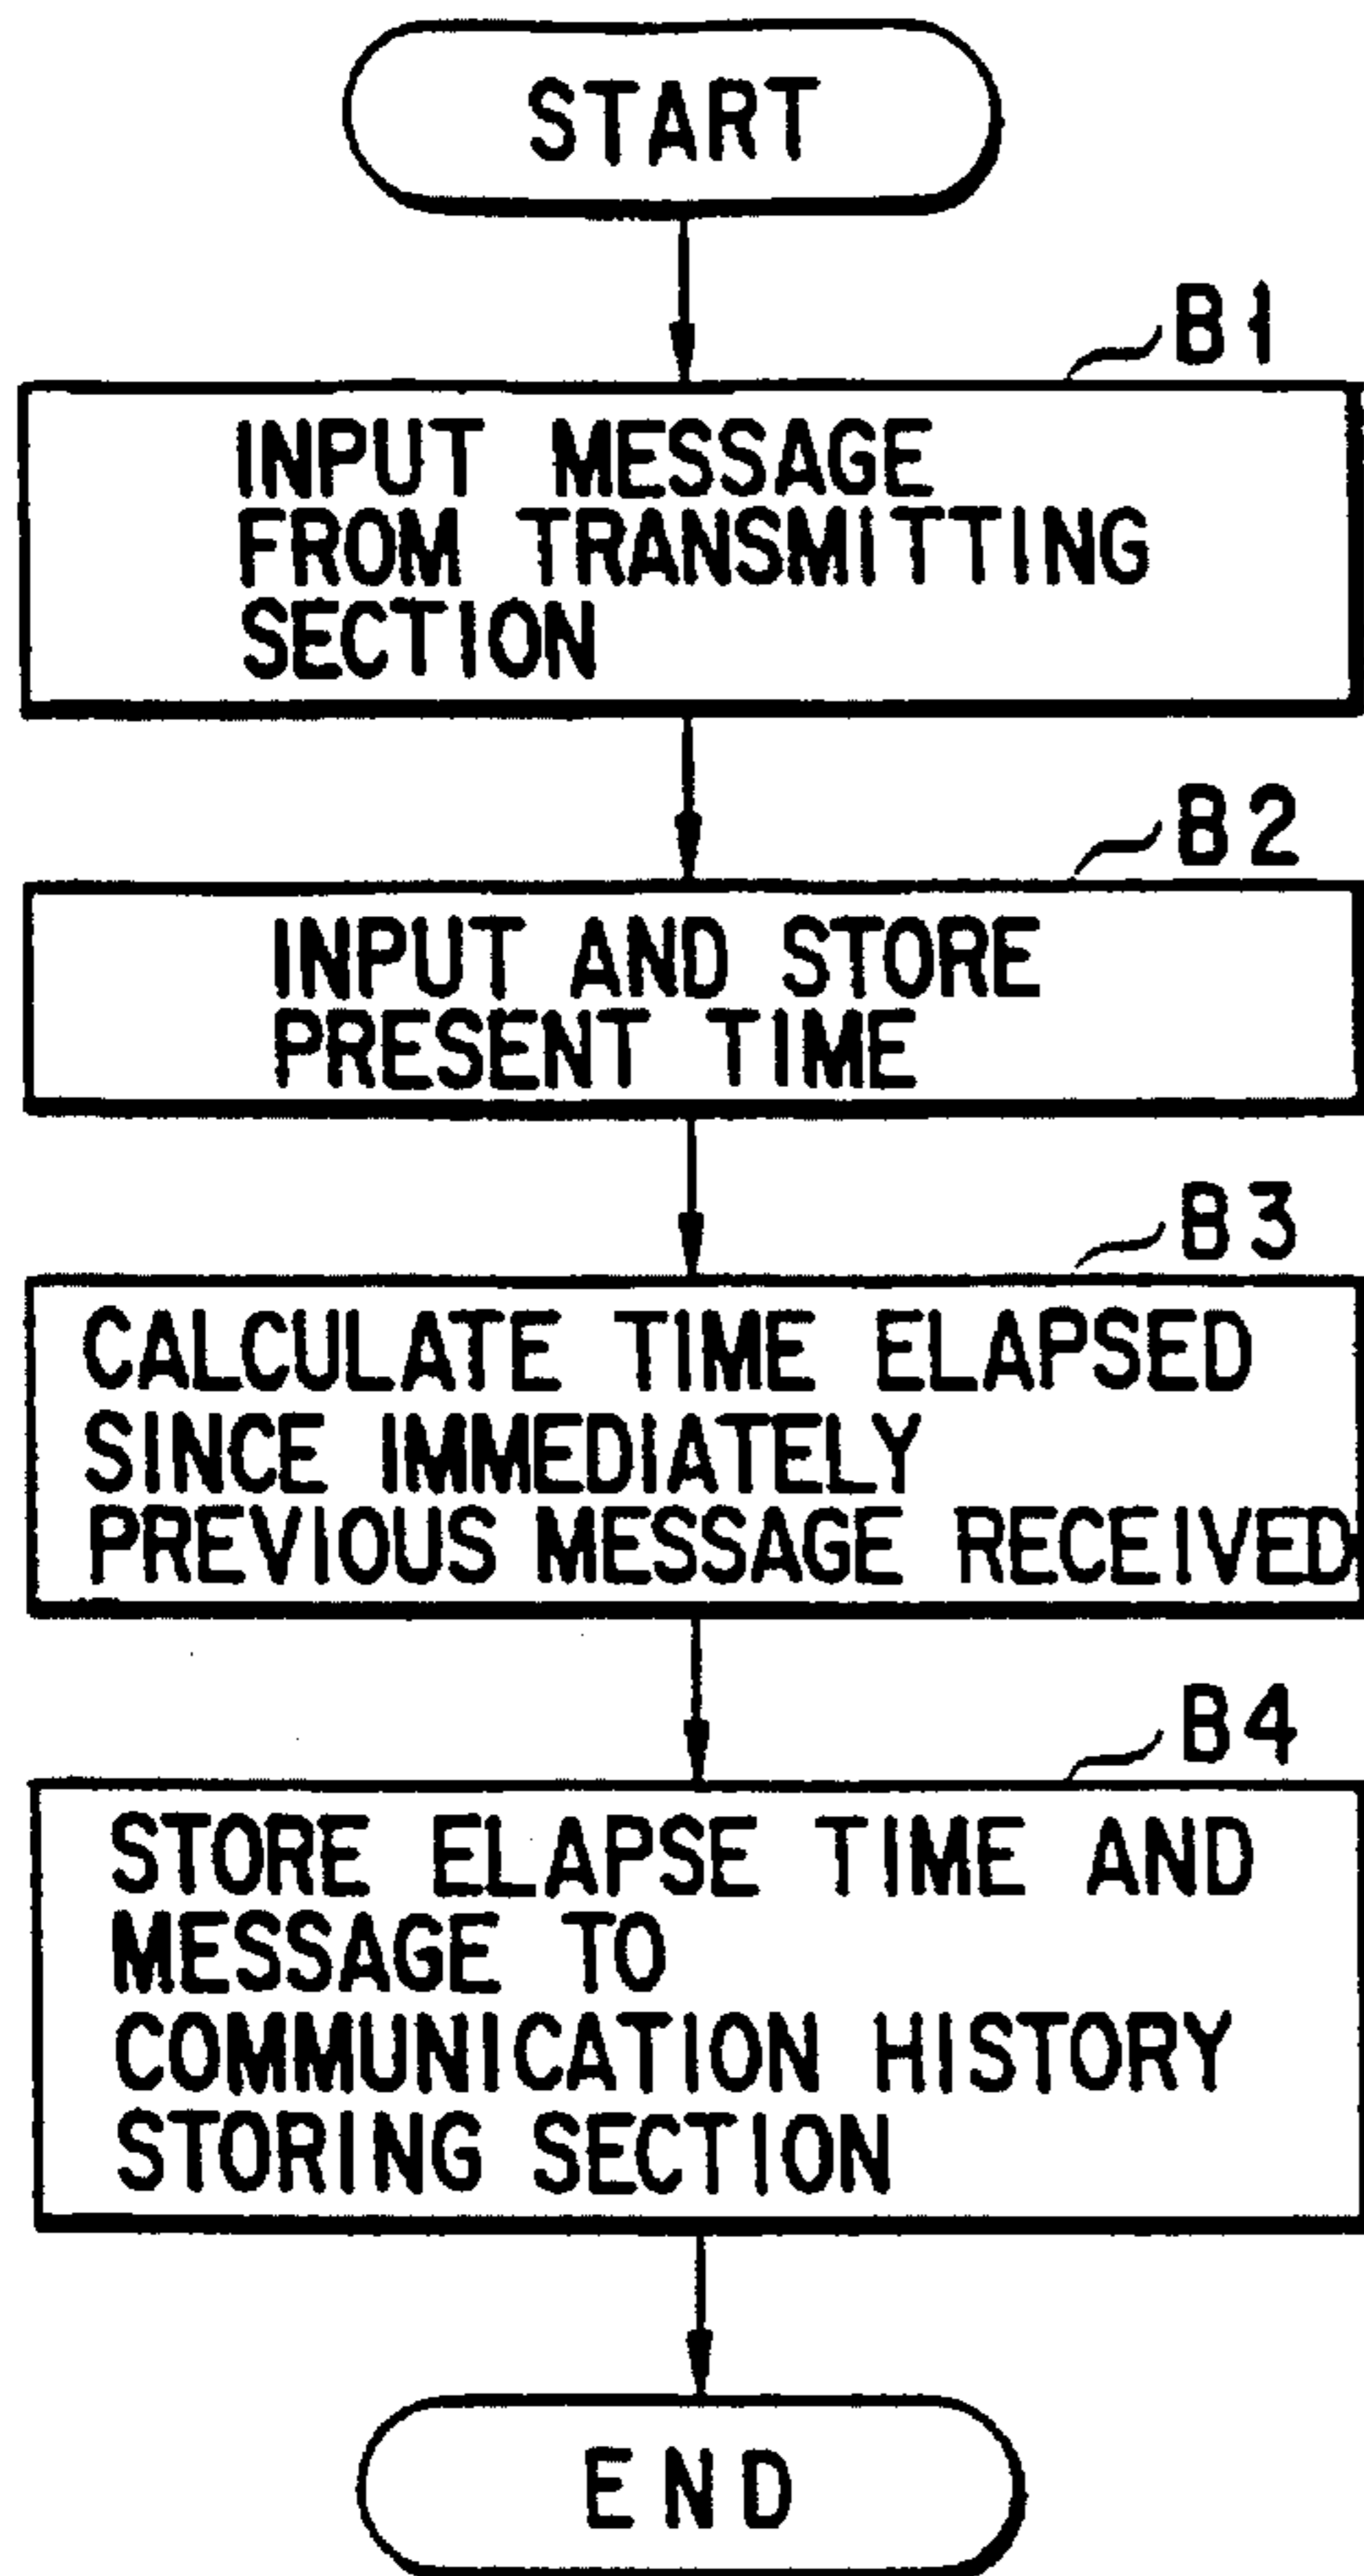 START
B1
INPUT MESSAGE
FROM TRANSMITTING
SECTION
B2
INPUT AND STORE
PRESENT TIME
B3
CALCULATE TIME ELAPSED
SINCE IMMEDIATELY
PREVIOUS MESSAGE RECEIVED
B4
STORE ELAPSE TIME AND
MESSAGE TO
COMMUNICATION HISTORY
STORING SECTION
END